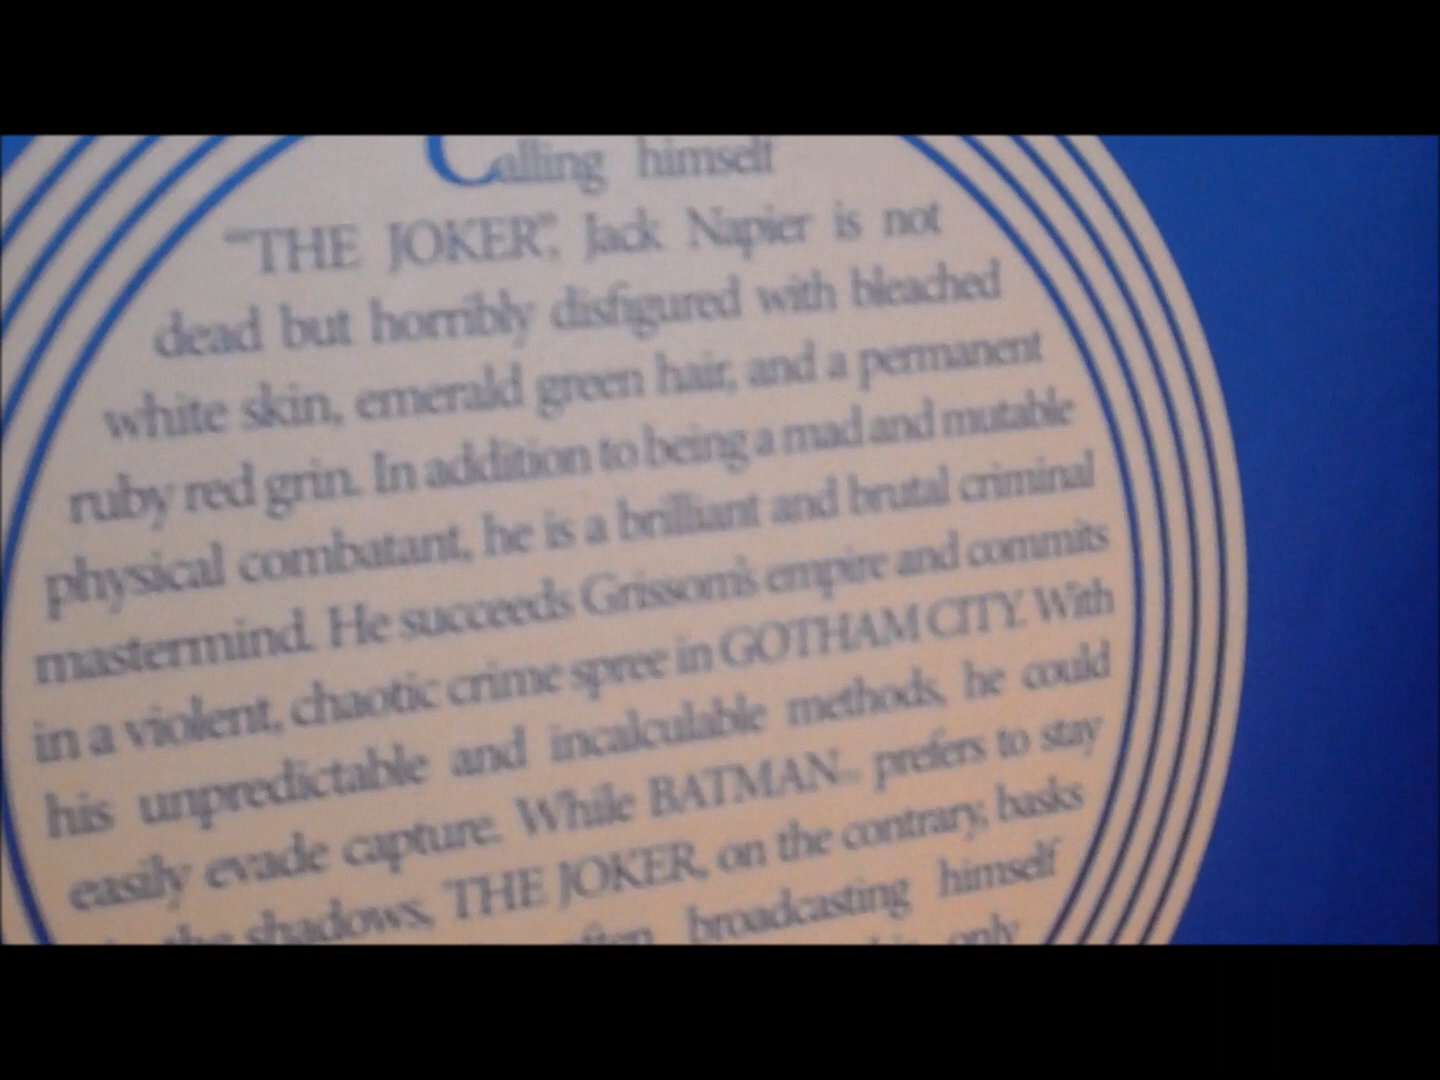 Calling himself
"THE JOKER", Jack Napier is not
dead but horribly disfigured with bleached
white skin, emerald green hair, and a permanent
ruby red grin. In addition to being a mad and mutable
physical combatant, he is a brilliant and brutal criminal
mastermind. He succeeds Grissom's empire and commits
in a violent, chaotic crime spree in GOTHAM CITY. With
his unpredictable and incalculable methods, he could
easily evade capture. While BATMAN prefers to stay
the shadows, THE JOKER, on the contrary, basks
often broadcasting himself
only